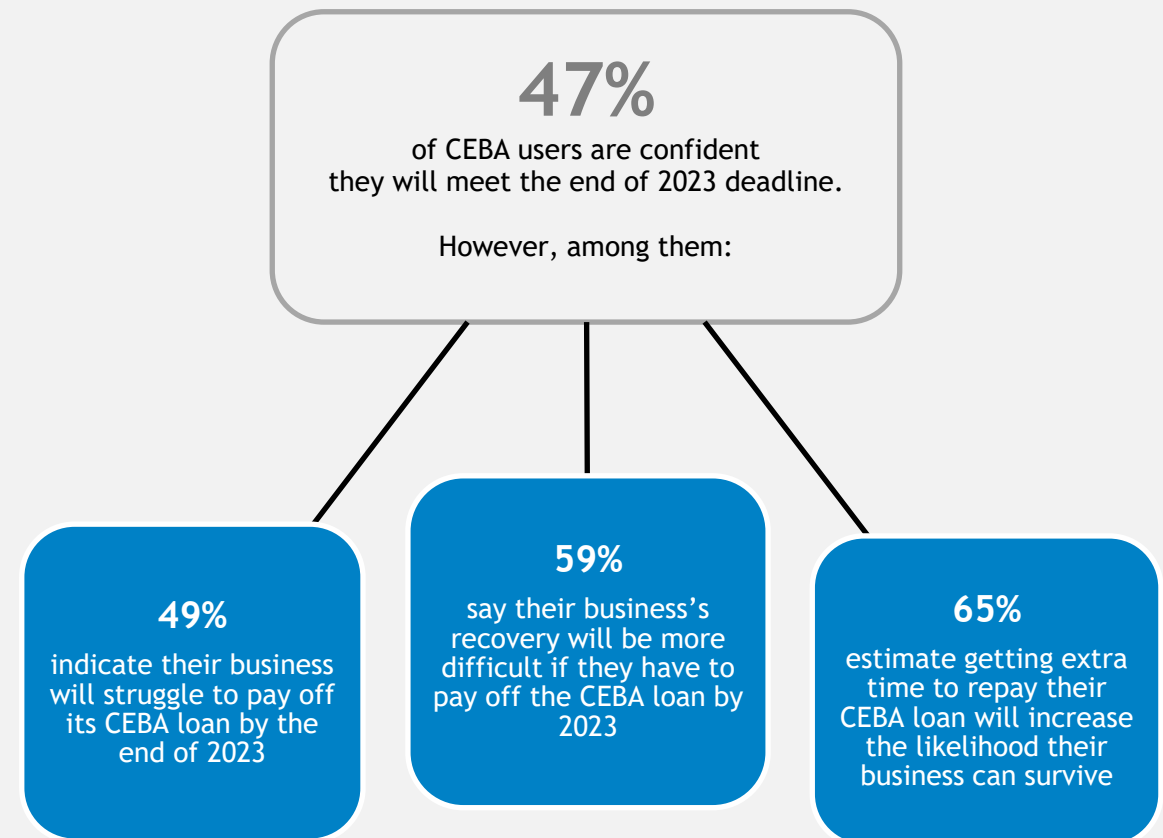 47%
of CEBA users are confident
they will meet the end of 2023 deadline.
However, among them:
49%
indicate their business
will struggle to pay off
its CEBA loan by the
end of 2023
59%
say their business’s
recovery will be more
difficult if they have to
pay off the CEBA loan by
2023
65%
estimate getting extra
time to repay their
CEBA loan will increase
the likelihood their
business can survive